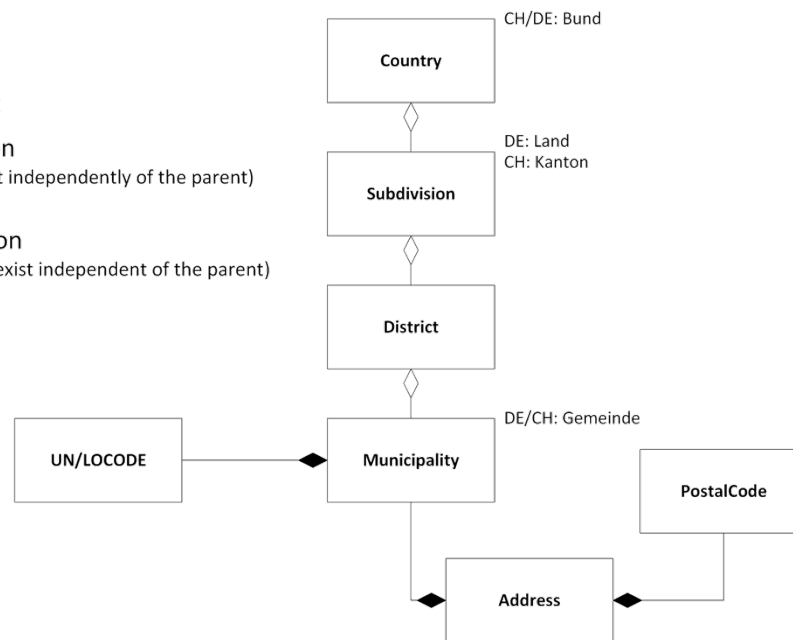 CH/DE: Bund
Country
n
t independently of the parent)
DE: Land
CH: Kanton
Subdivision
on
exist independent of the parent)
District
DE/CH: Gemeinde
UN/LOCODE
Municipality
PostalCode
Address